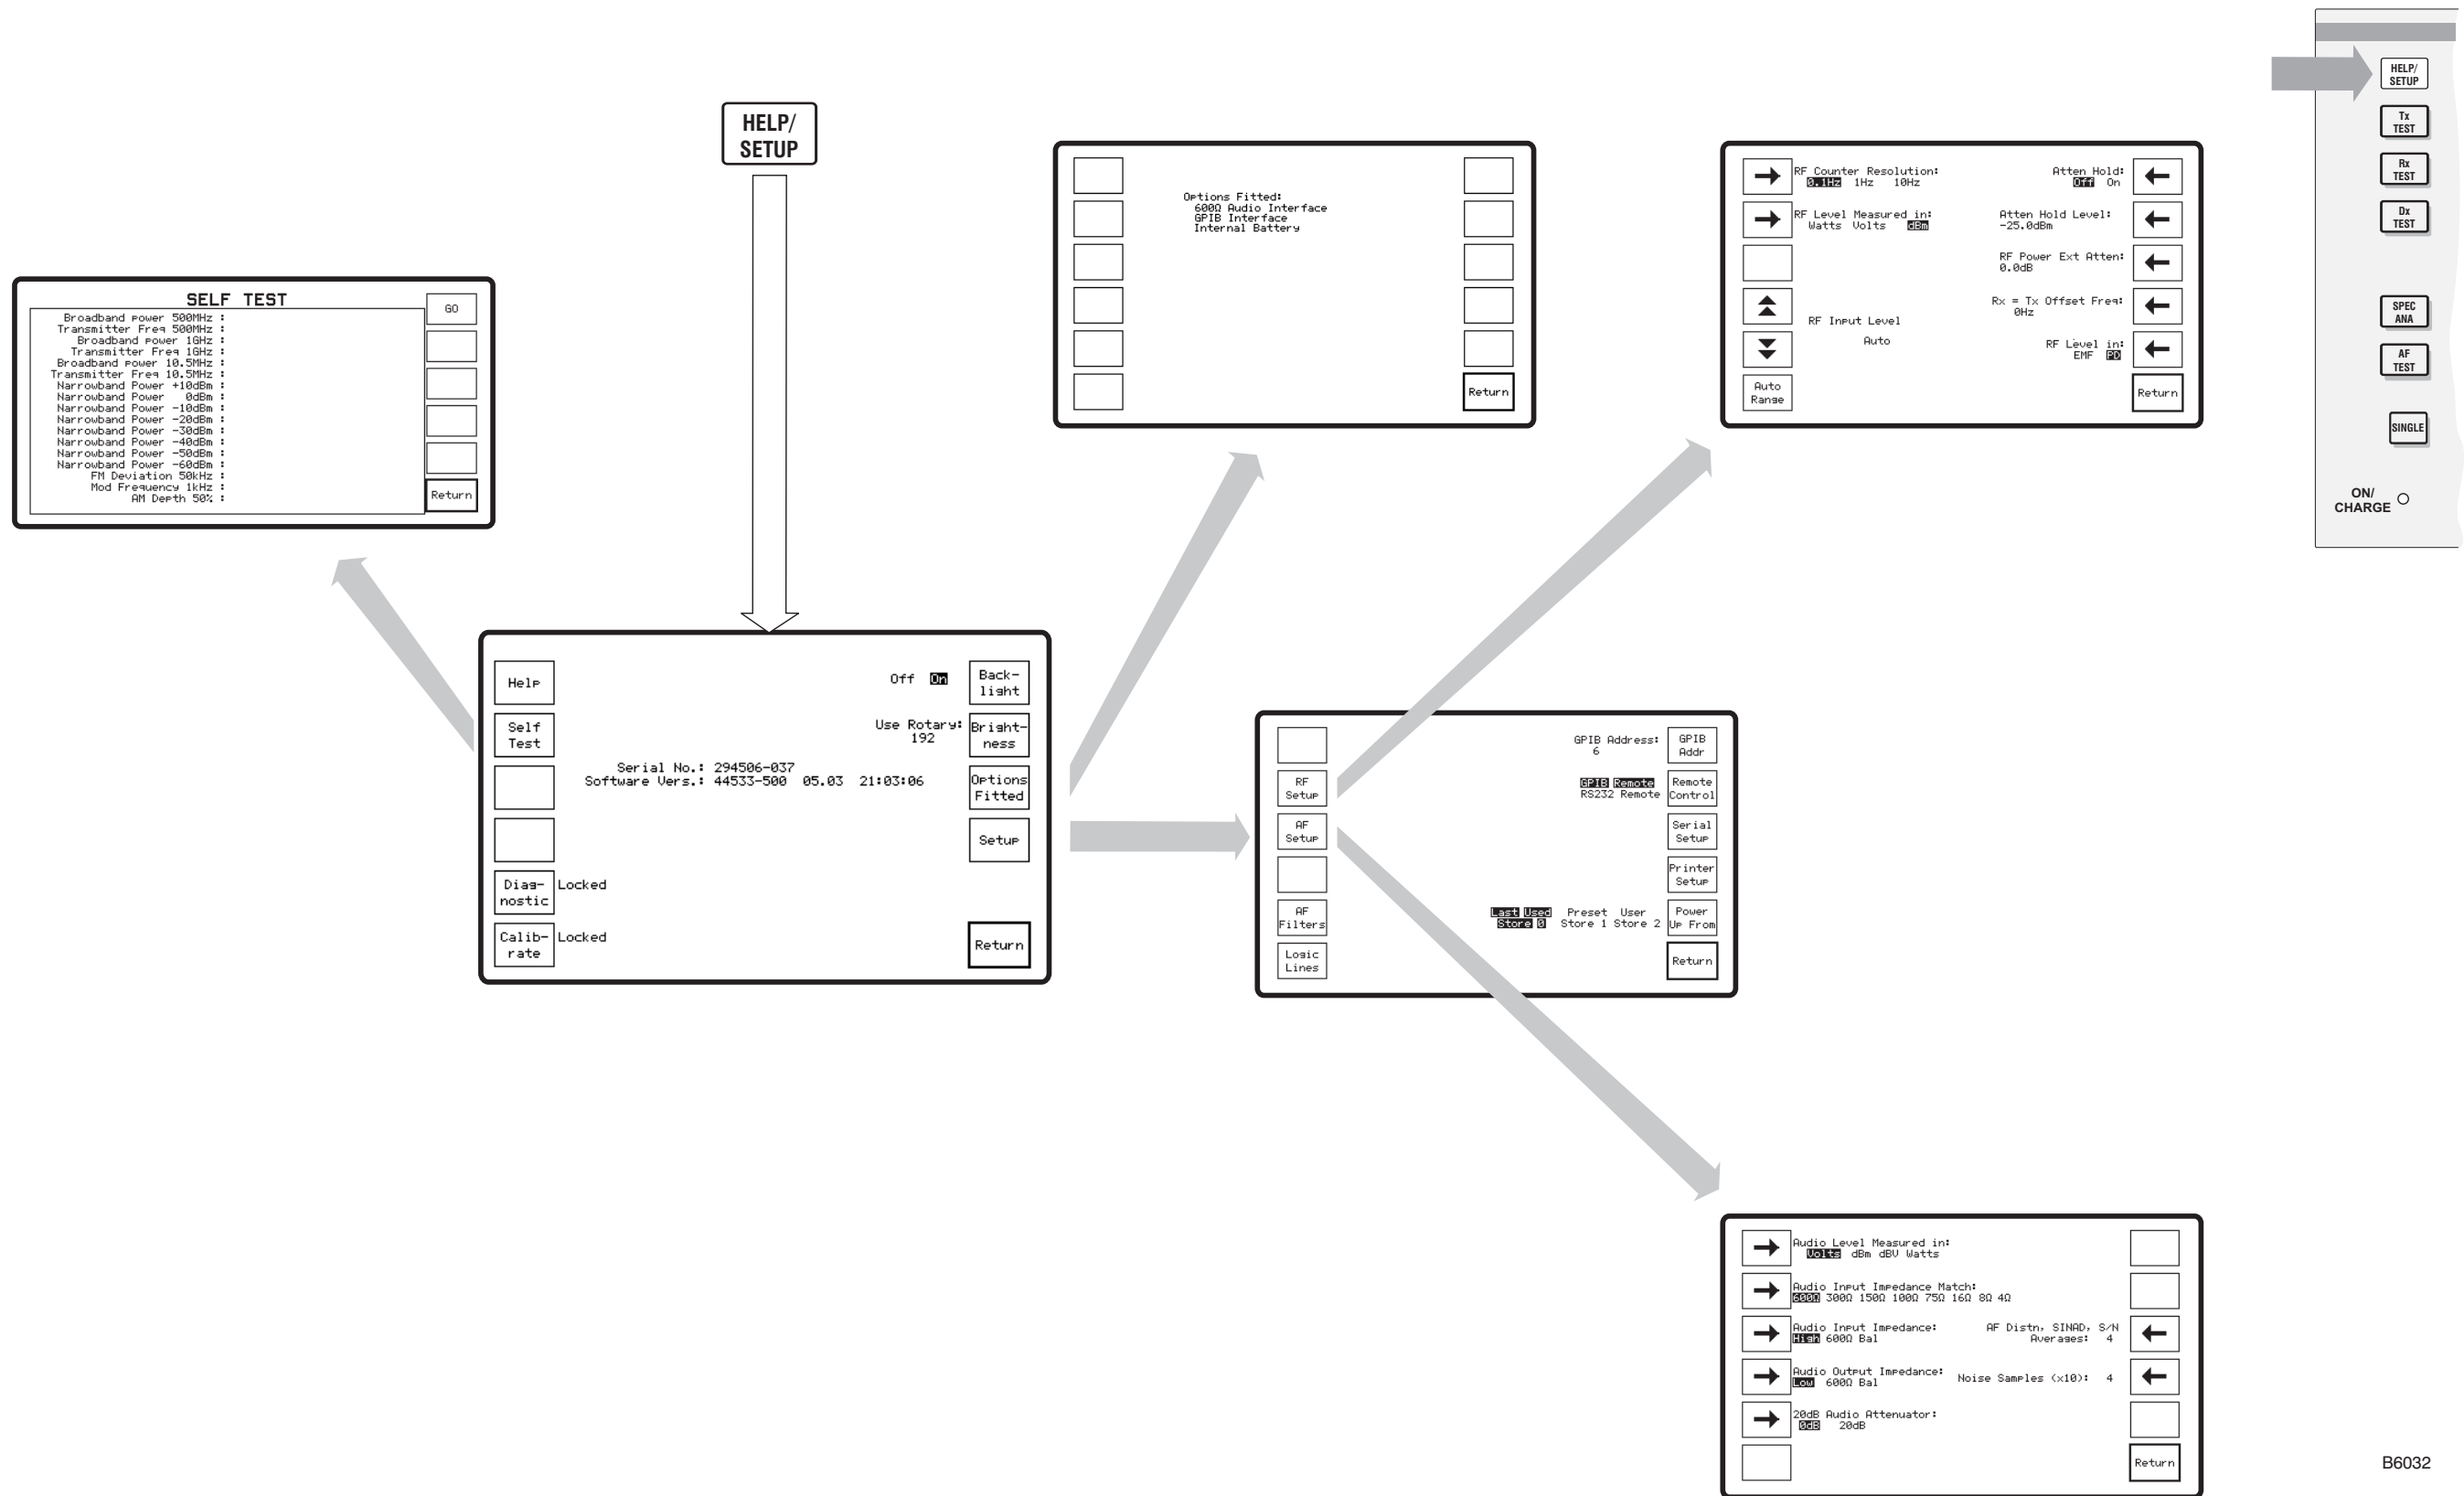 HELP/
SETUP
HELP/
SETUP
Tx
TEST
Rx
TEST
Dx
TEST
SPEC
ANA
AF
TEST
SINGLE
ON/
CHARGE
SELF TEST
Broadband power 500MHz :
Transmitter Freq 500MHz :
Broadband power 1GHz :
Transmitter Freq 1GHz :
Broadband power 10.5MHz :
Transmitter Freq 10.5MHz :
Narrowband Power +10dBm :
Narrowband Power 0dBm :
Narrowband Power -10dBm :
Narrowband Power -20dBm :
Narrowband Power -30dBm :
Narrowband Power -40dBm :
Narrowband Power -50dBm :
Narrowband Power -60dBm :
FM Deviation 50kHz :
Mod Frequency 1kHz :
AM Depth 50% :
GO
Return
Options Fitted:
600Ω Audio Interface
GPIB Interface
Internal Battery
Return
RF Counter Resolution:
0.1Hz 1Hz 10Hz
RF Level Measured in:
Watts Volts dBm
RF Input Level
Auto
Auto
Range
Atten Hold:
Off On
Atten Hold Level:
-25.0dBm
RF Power Ext Atten:
0.0dB
Rx = Tx Offset Freq:
0Hz
RF Level in:
EMF PD
Return
Help
Self
Test
Diag-
nostic
Locked
Calib-
rate
Locked
Serial No.: 294506-037
Software Vers.: 44533-500 05.03 21:03:06
Off On
Back-
light
Use Rotary:
192
Bright-
ness
Options
Fitted
Setup
Return
RF
Setup
AF
Setup
AF
Filters
Logic
Lines
GPIB Address:
6
GPIB
Addr
GPIB Remote
RS232 Remote
Remote
Control
Serial
Setup
Printer
Setup
Last Used Preset User
Store 0 Store 1 Store 2
Power
Up From
Return
Audio Level Measured in:
Volts dBm dBV Watts
Audio Input Impedance Match:
600Ω 300Ω 150Ω 100Ω 75Ω 16Ω 8Ω 4Ω
Audio Input Impedance:
High 600Ω Bal
AF Distn, SINAD, S/N
Averages: 4
Audio Output Impedance:
Low 600Ω Bal
Noise Samples (x10): 4
20dB Audio Attenuator:
0dB 20dB
Return
B6032